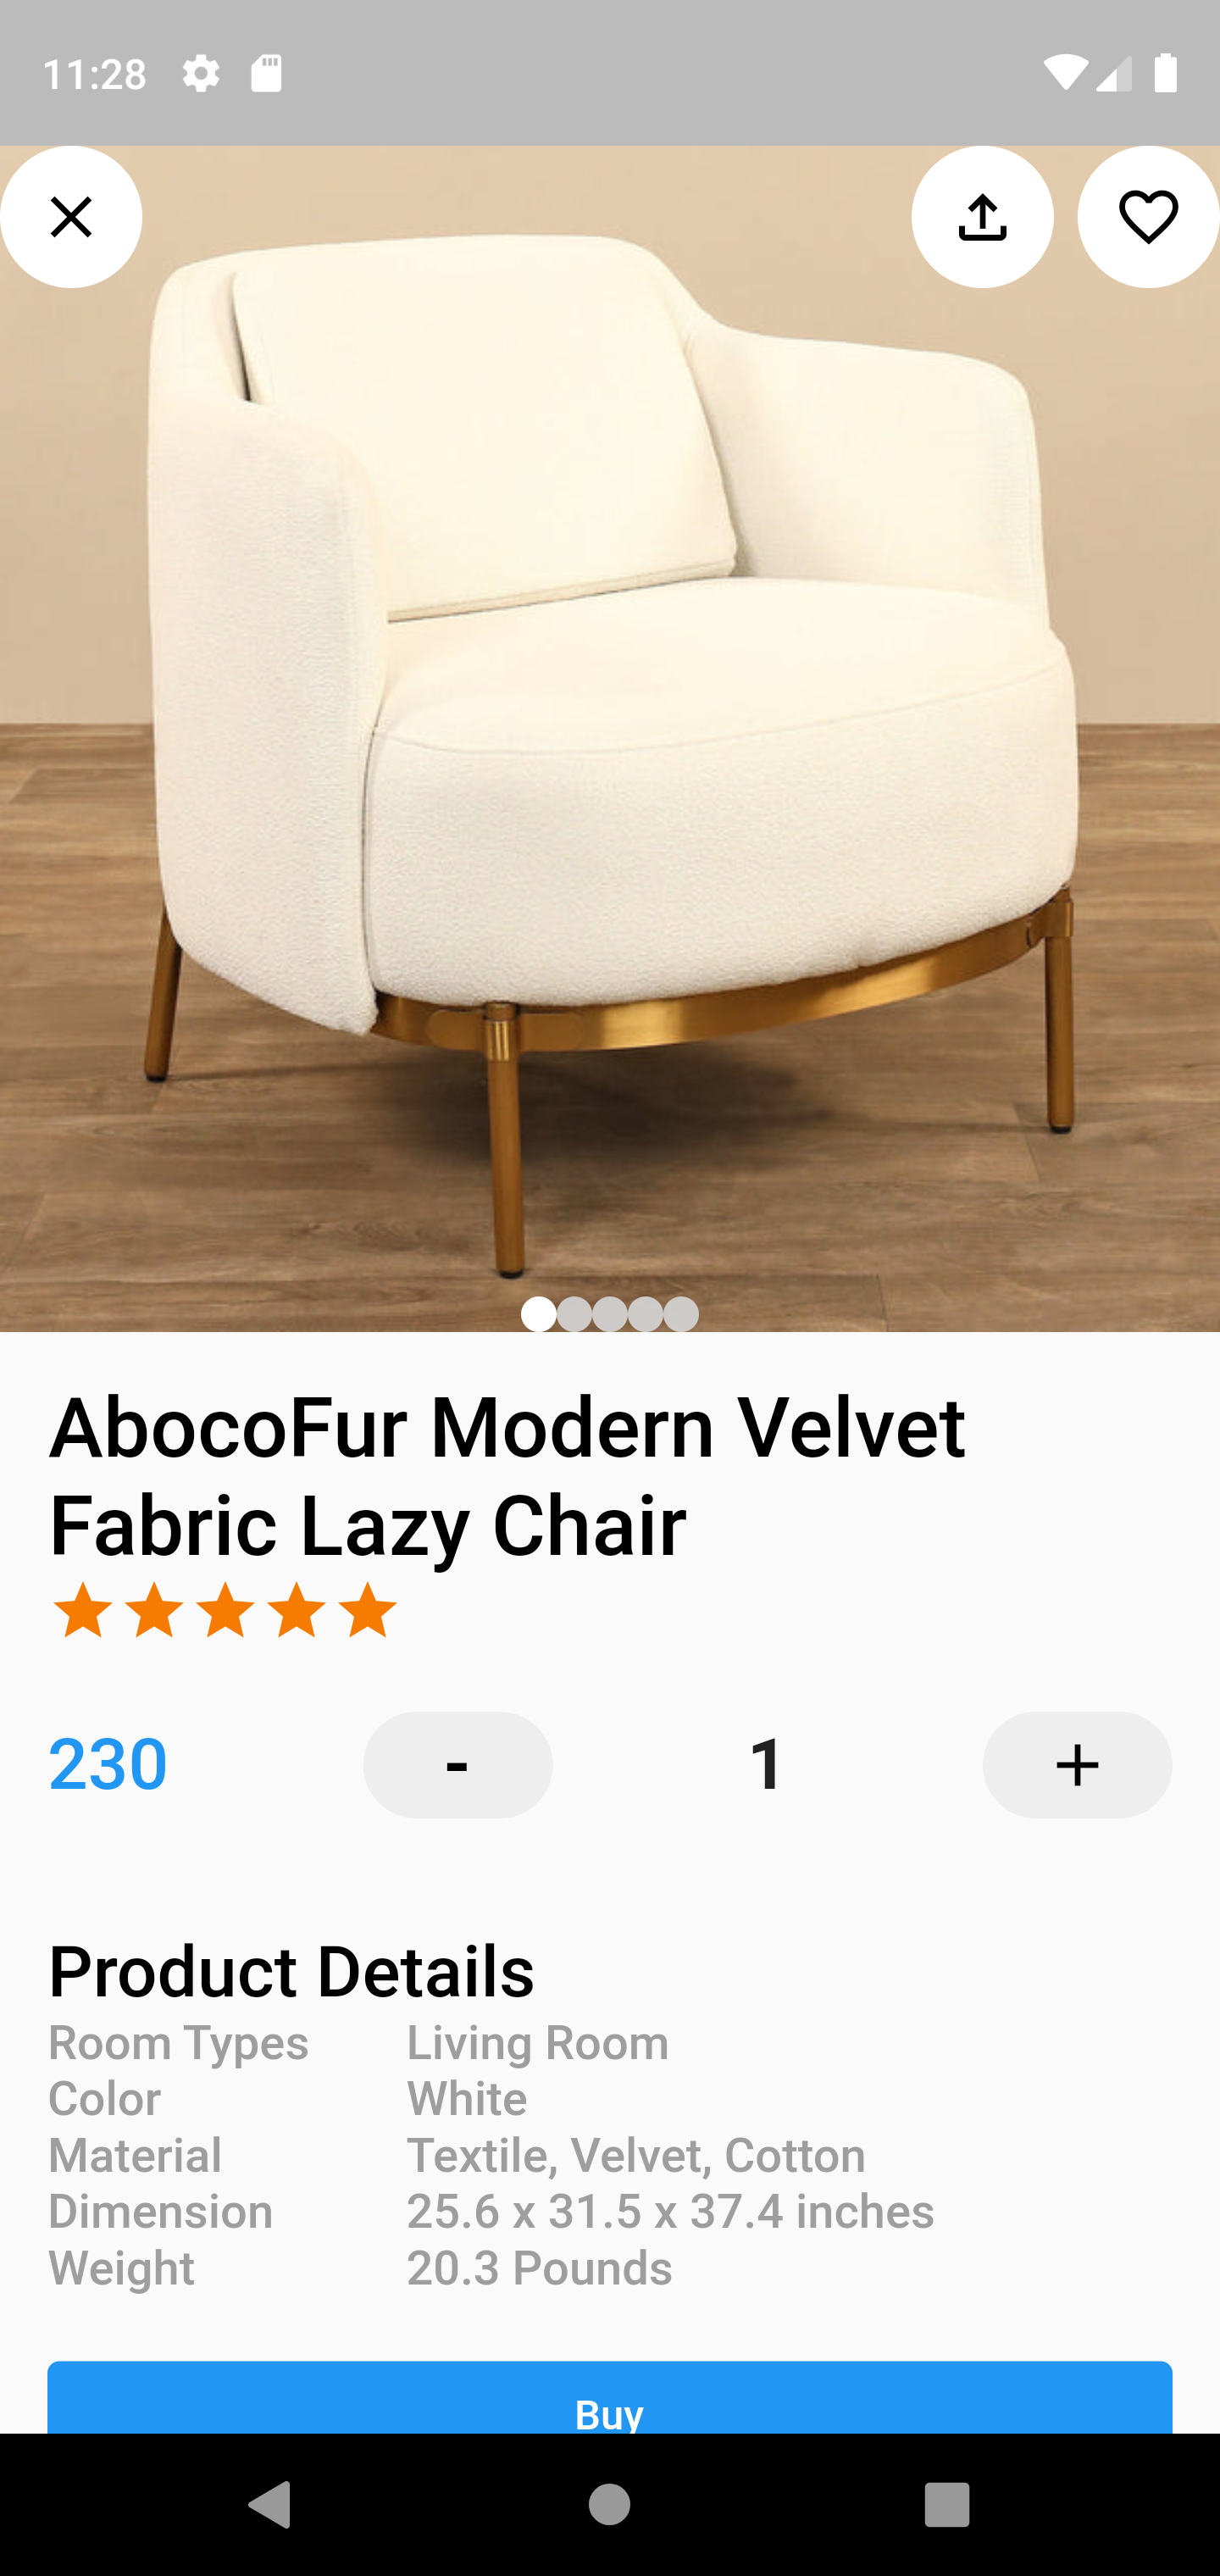 11:28
AbocoFur Modern Velvet
Fabric Lazy Chair
230 - 1 +
Product Details
Room Types Living Room
Color White
Material Textile, Velvet, Cotton
Dimension 25.6 x 31.5 x 37.4 inches
Weight 20.3 Pounds
Buy